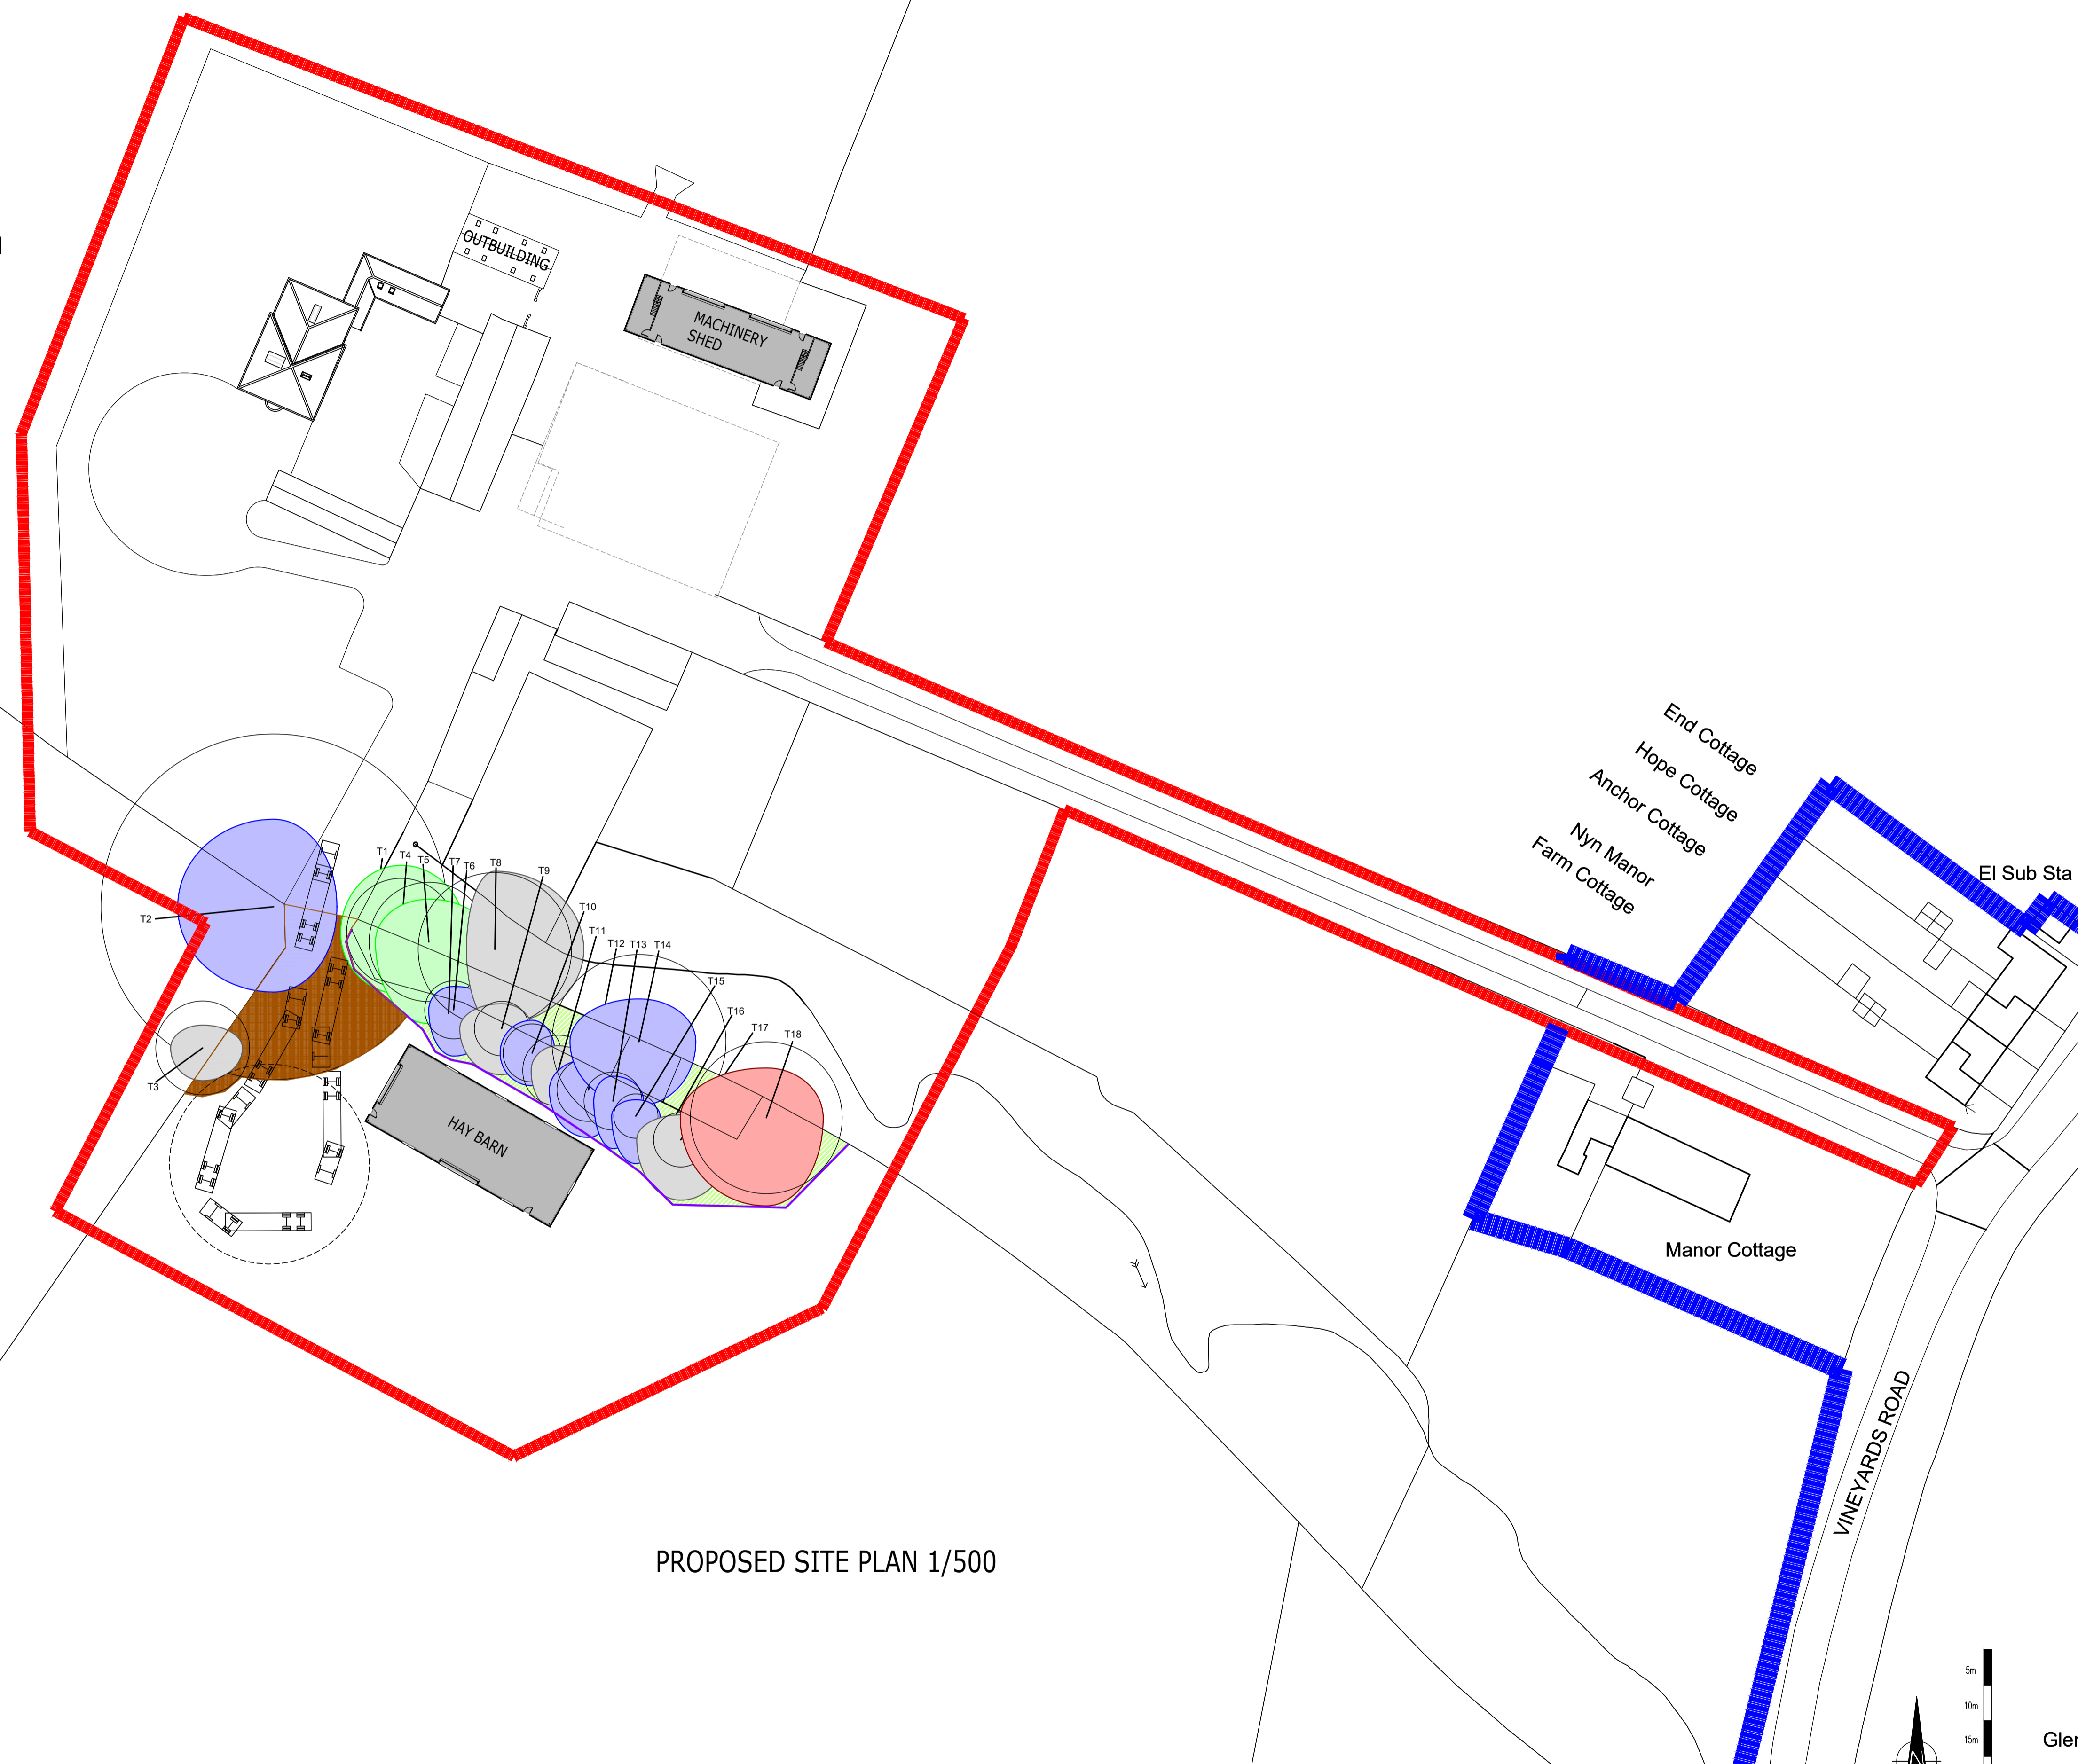 OUTBUILDING
MACHINERY
SHED
End Cottage
Hope Cottage
Anchor Cottage
Nyn Manor
Farm Cottage
El Sub Sta
T1
T4
T5
T7
T6
T8
T9
T2
T10
T11
T12
T13
T14
T15
T16
T17
T18
T3
HAY BARN
Manor Cottage
VINEYARDS ROAD
PROPOSED SITE PLAN 1/500
5m
10m
15m
N